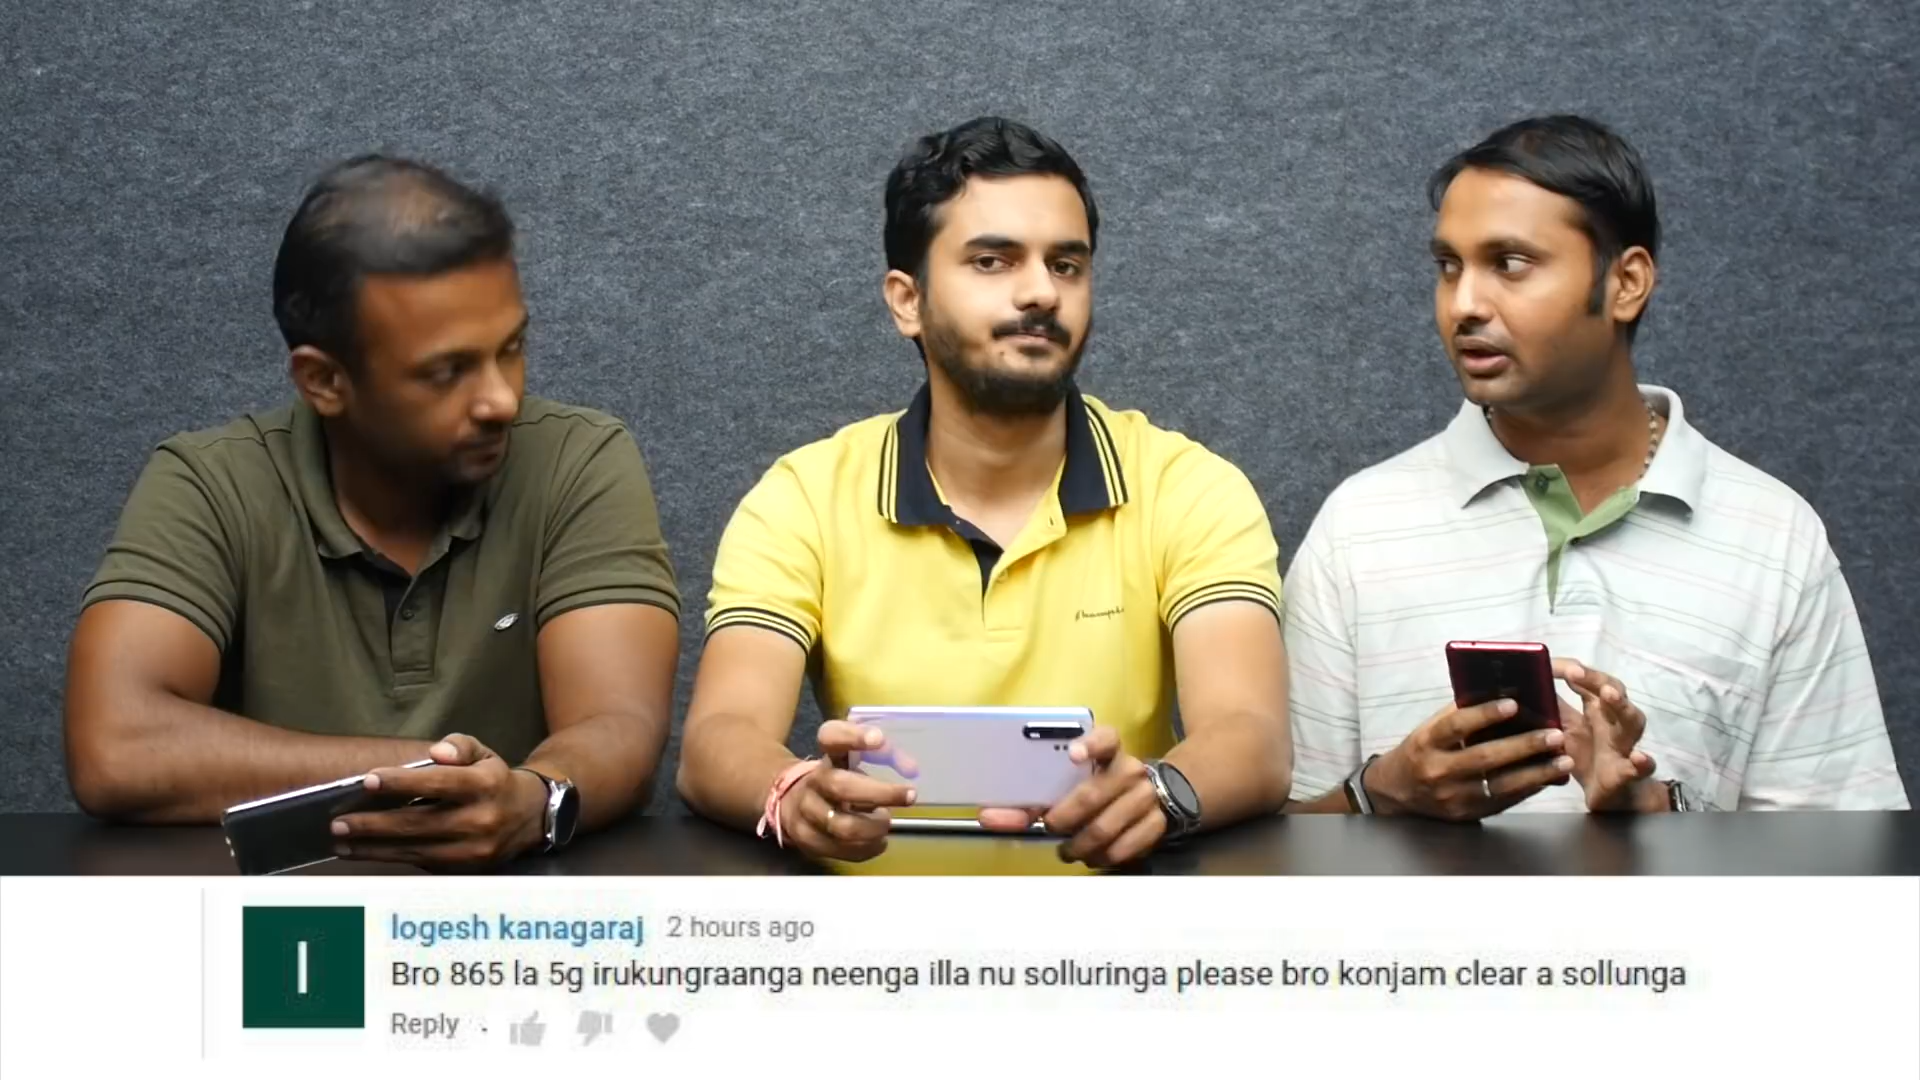 logesh kanagaraj 2 hours ago
Bro 865 la 5g irukungraanga neenga illa nu solluringa please bro konjam clear a sollunga
Reply